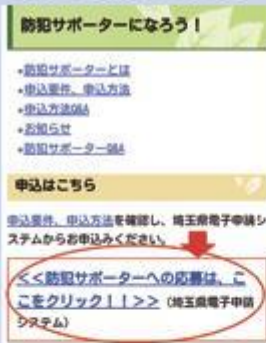 防犯サポーターになろう！
・防犯サポーターとは
・申込要件、申込方法
・申込方法Q&A
・お知らせ
・防犯サポーターQ&A
申込はこちら
申込要件、申込方法を確認し、埼玉県電子申請シ
ステムからお申込みください。
<<防犯サポーターへの応募は、こ
こをクリック！！>>（埼玉県電子申請
システム）